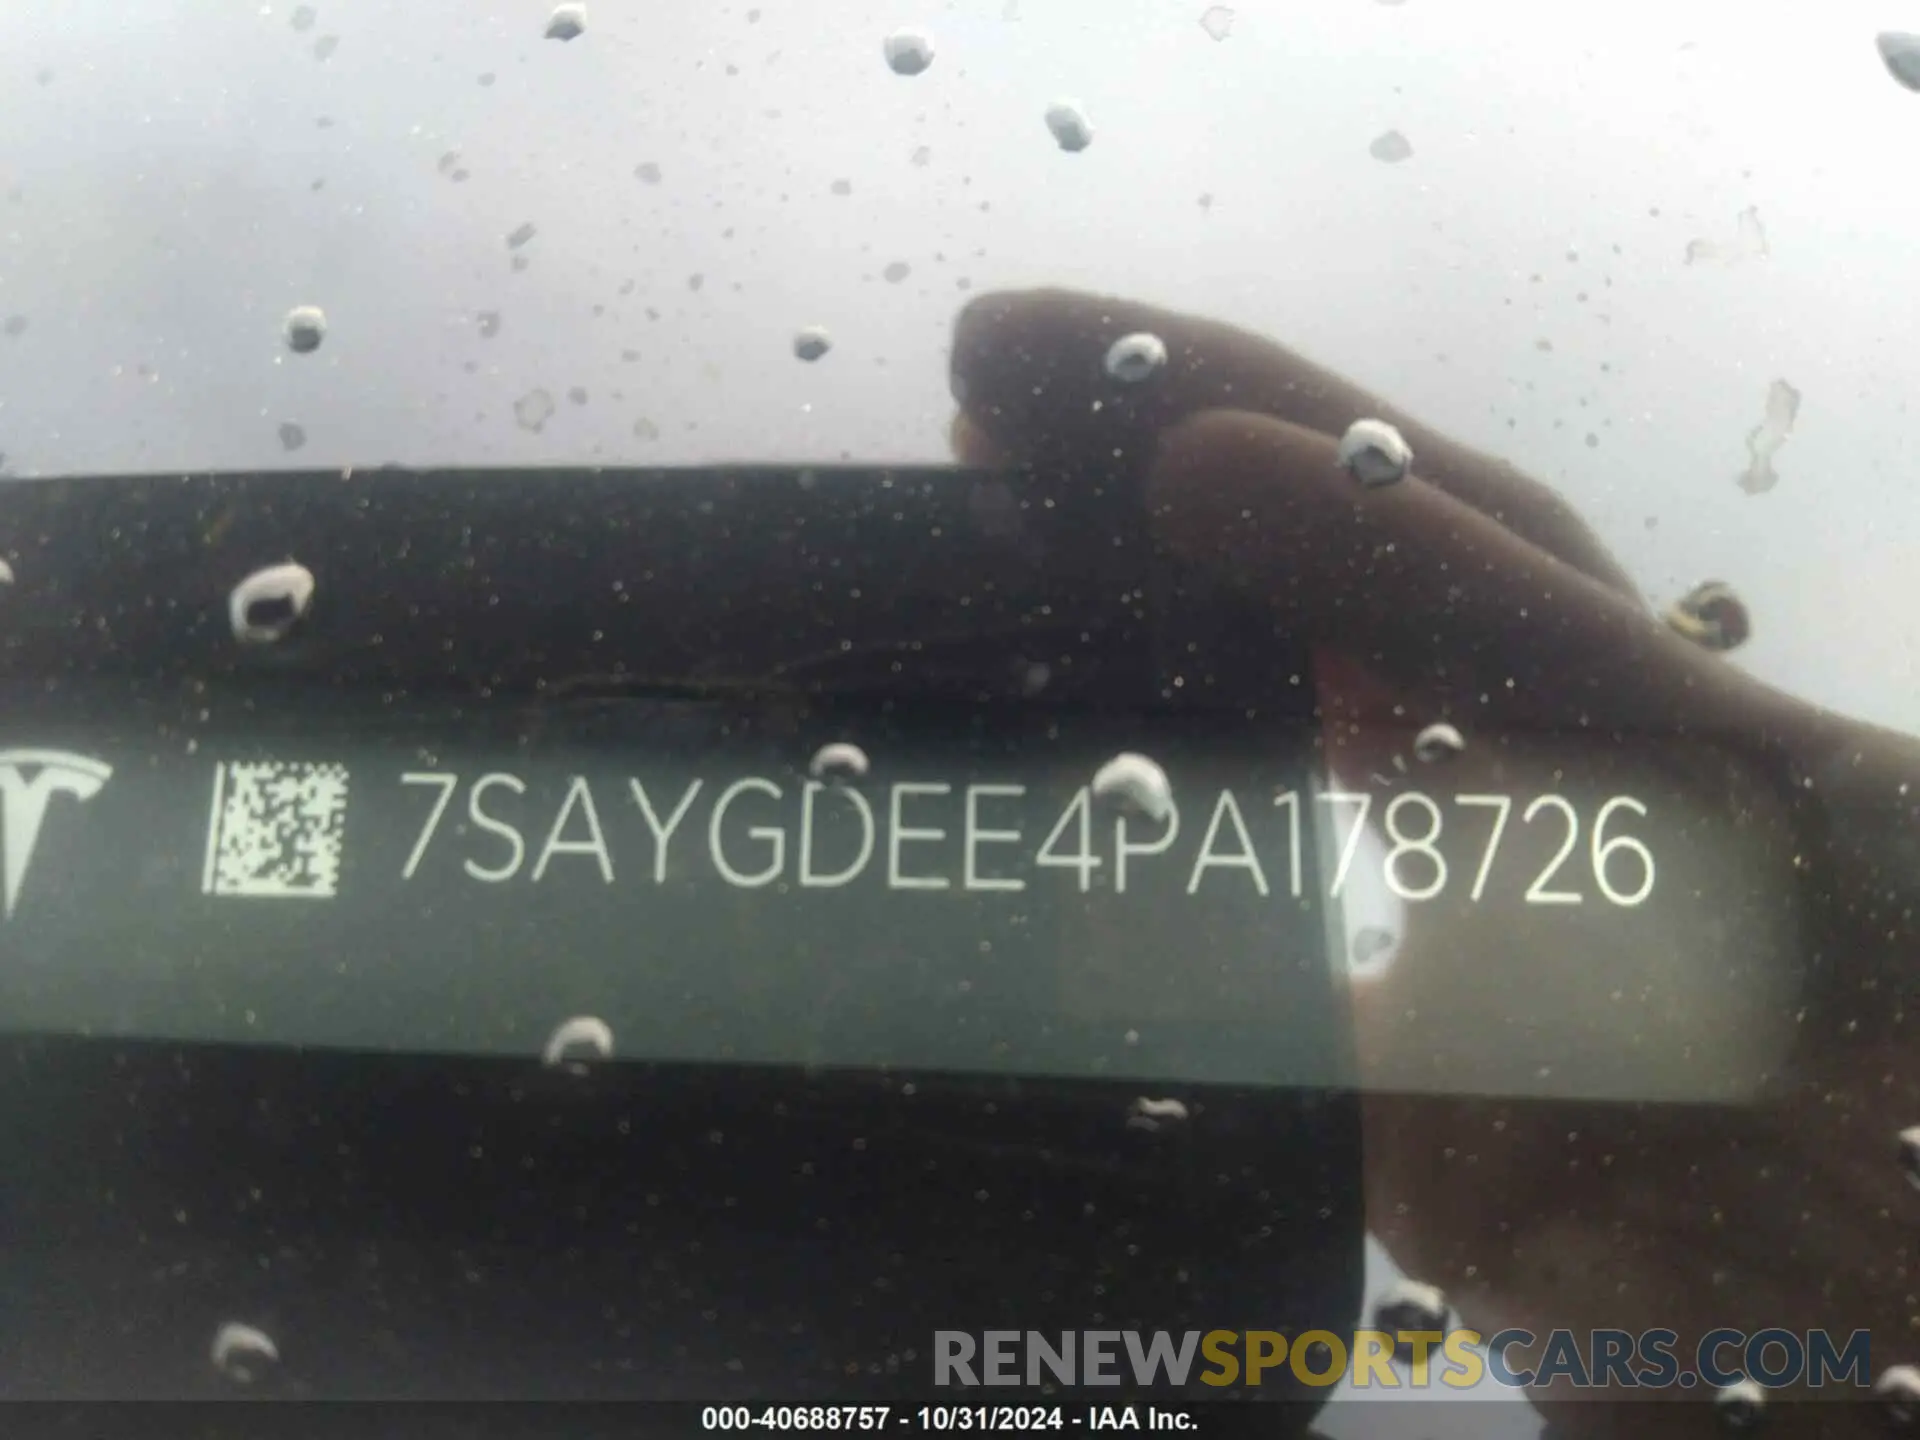 7SAYGDEE4PA178726
RENEWSPORTSCARS.COM
000-40688757 - 10/31/2024 - IAA Inc.